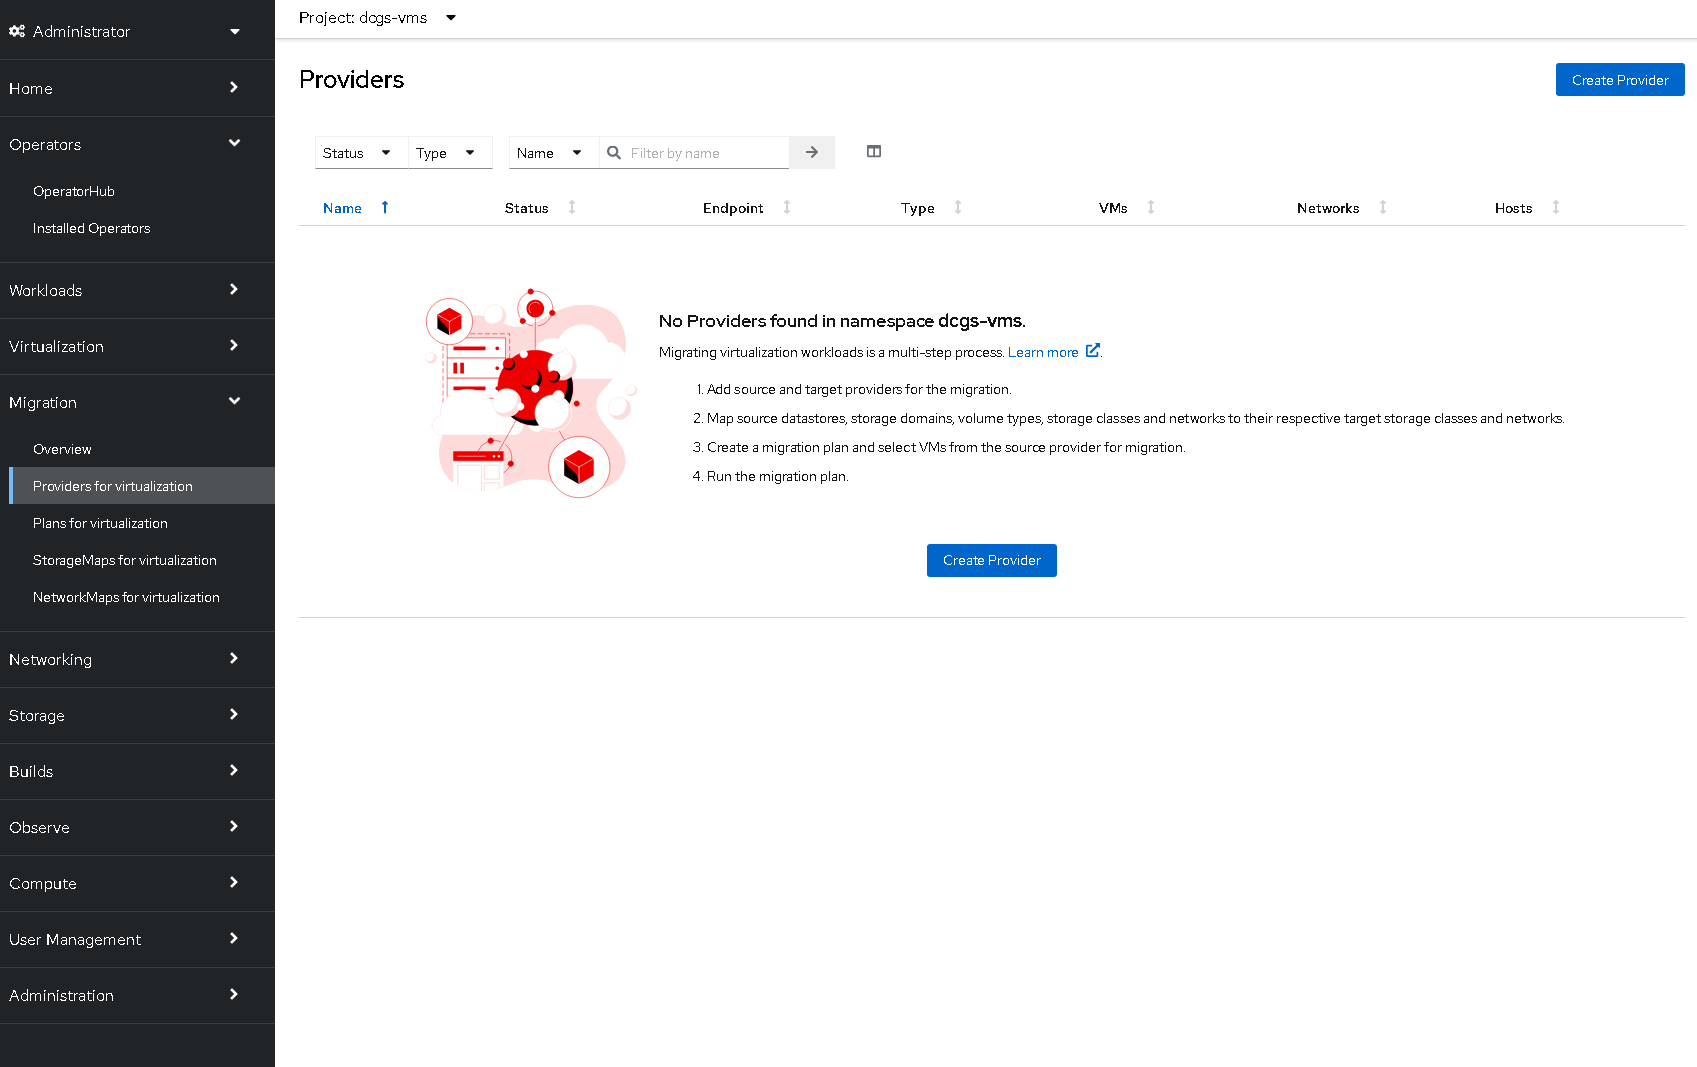 Administrator
Home
Operators
OperatorHub
Installed Operators
Workloads
Virtualization
Migration
Overview
Providers for virtualization
Plans for virtualization
StorageMaps for virtualization
NetworkMaps for virtualization
Networking
Storage
Builds
Observe
Compute
User Management
Administration
Project: dcgs-vms
Providers
Create Provider
Status Type Name Filter by name
Name Status Endpoint Type VMs Networks Hosts
No Providers found in namespace dcgs-vms.
Migrating virtualization workloads is a multi-step process. Learn more .
1. Add source and target providers for the migration.
2. Map source datastores, storage domains, volume types, storage classes and networks to their respective target storage classes and networks.
3. Create a migration plan and select VMs from the source provider for migration.
4. Run the migration plan.
Create Provider